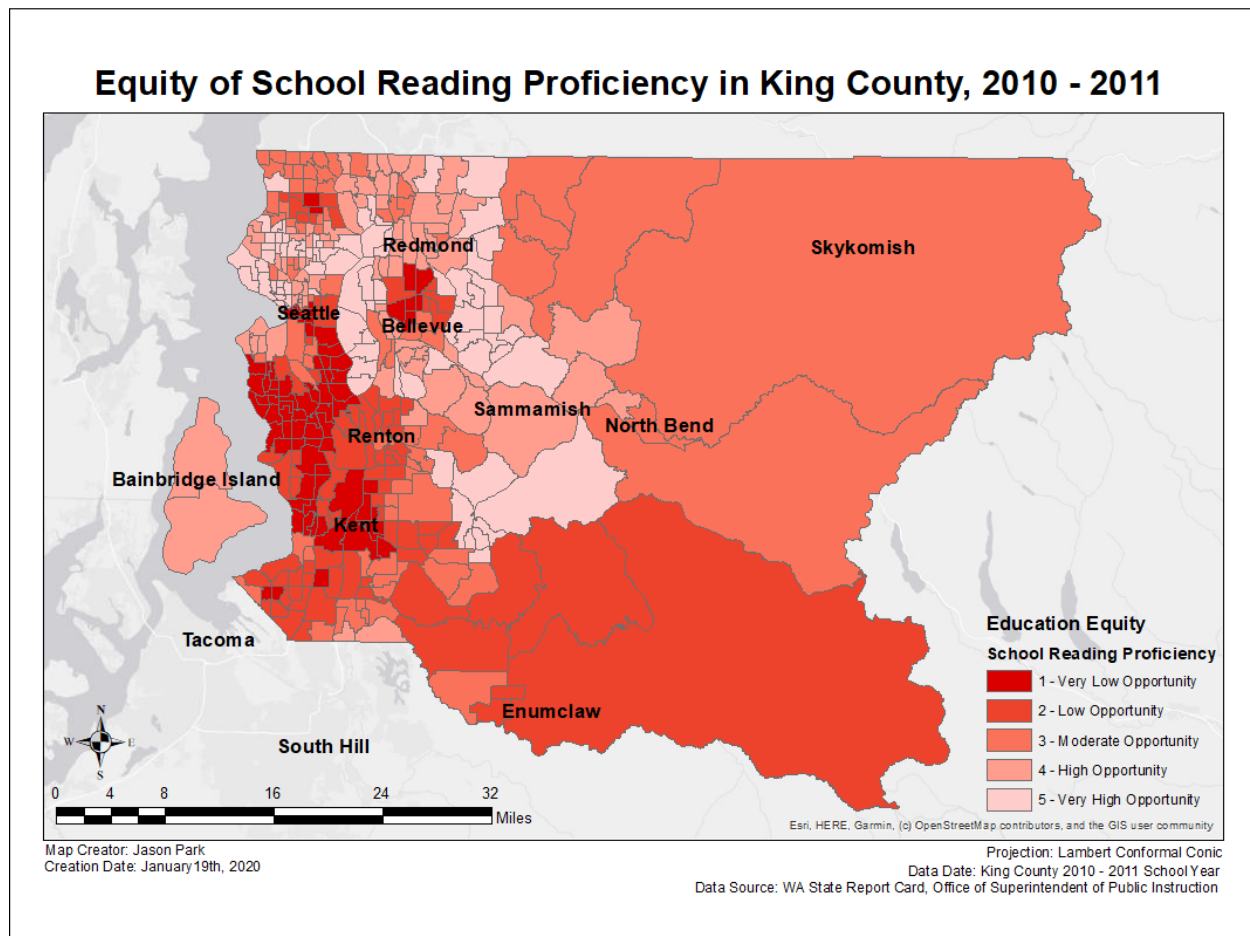 Equity of School Reading Proficiency in King County, 2010 - 2011
Redmond
Skykomish
Seattle
Bellevue
Sammamish
North Bend
Renton
Bainbridge Island
Kent
Tacoma
Enumclaw
South Hill
Education Equity
School Reading Proficiency
1 - Very Low Opportunity
2 - Low Opportunity
3 - Moderate Opportunity
4 - High Opportunity
5 - Very High Opportunity
N
W E
S
0 4 8 16 24 32
Miles
Esri, HERE, Garmin, (c) OpenStreetMap contributors, and the GIS user community
Map Creator: Jason Park
Creation Date: January19th, 2020
Projection: Lambert Conformal Conic
Data Date: King County 2010 - 2011 School Year
Data Source: WA State Report Card, Office of Superintendent of Public Instruction